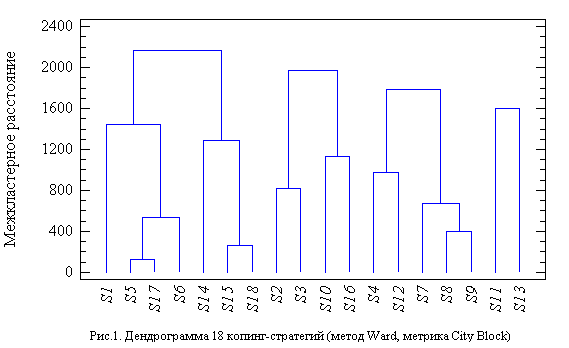 2400
2000
1600
1200
800
400
0
Межкластерное расстояние
S1 S5 S17 S6 S14 S15 S18 S2 S3 S10 S16 S4 S12 S7 S8 S9 S11 S13
Рис.1. Дендрограмма 18 копинг-стратегий (метод Ward, метрика City Block)